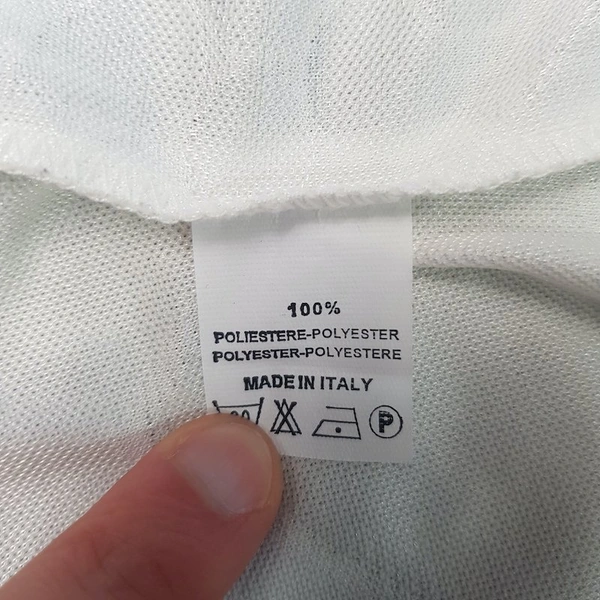 100%
POLIESTERE-POLYESTER
POLYESTER-POLYESTERE
MADE IN ITALY
P